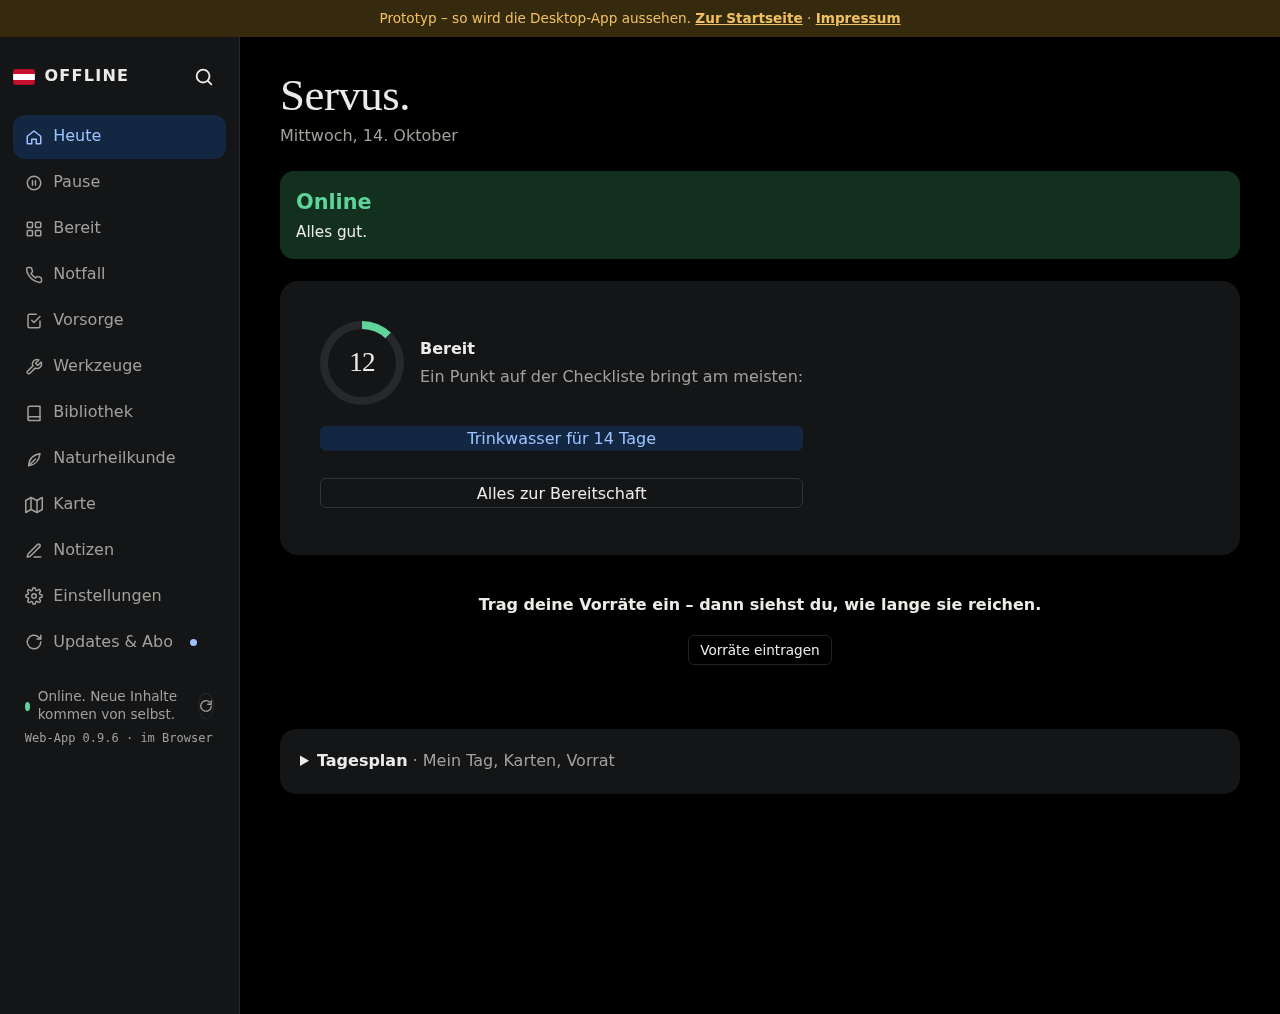 Prototyp – so wird die Desktop-App aussehen. Zur Startseite · Impressum
OFFLINE
Heute
Pause
Bereit
Notfall
Vorsorge
Werkzeuge
Bibliothek
Naturheilkunde
Karte
Notizen
Einstellungen
Updates & Abo
Online. Neue Inhalte
kommen von selbst.
Web-App 0.9.6 · im Browser
Servus.
Mittwoch, 14. Oktober
Online
Alles gut.
12
Bereit
Ein Punkt auf der Checkliste bringt am meisten:
Trinkwasser für 14 Tage
Alles zur Bereitschaft
Trag deine Vorräte ein – dann siehst du, wie lange sie reichen.
Vorräte eintragen
Tagesplan · Mein Tag, Karten, Vorrat